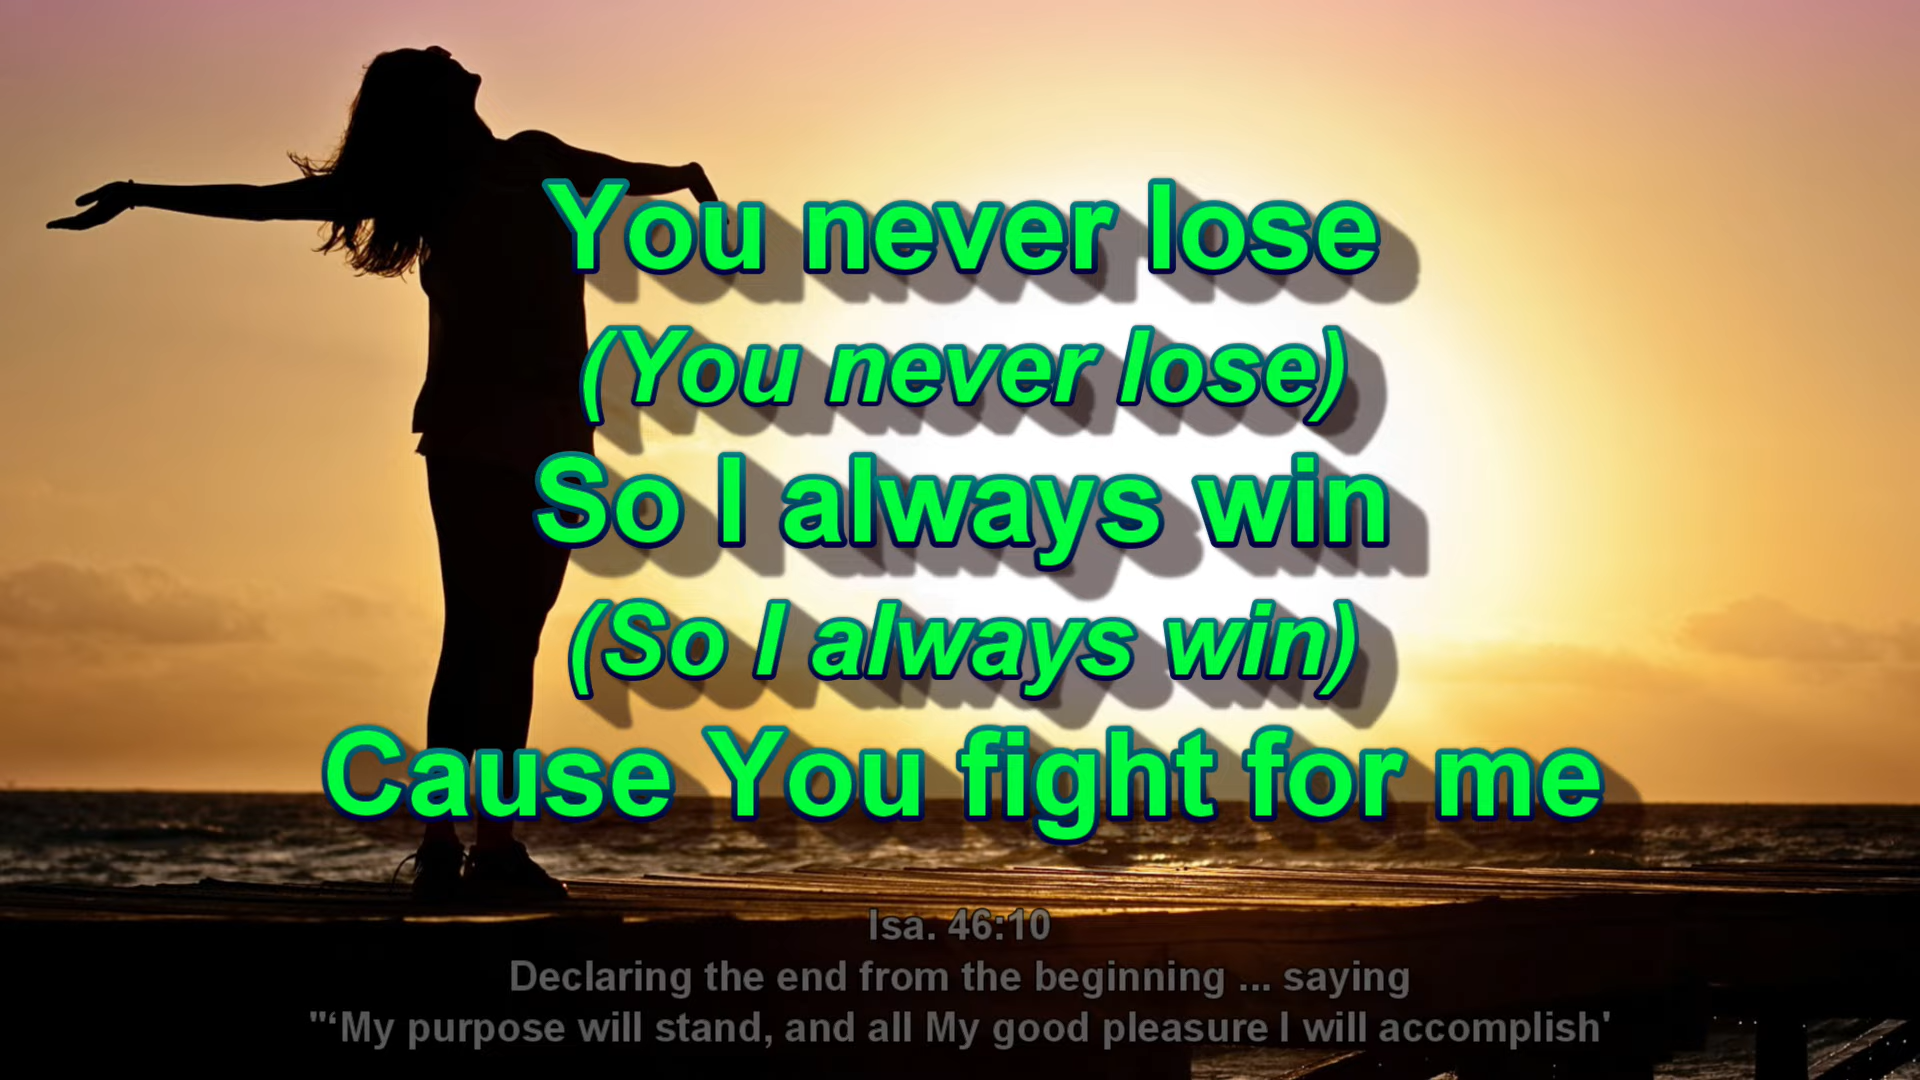 You never lose
(You never lose)
So I always win
(So I always win)
Cause You fight for me
Isa. 46:10
Declaring the end from the beginning ... saying
"‘My purpose will stand, and all My good pleasure I will accomplish'